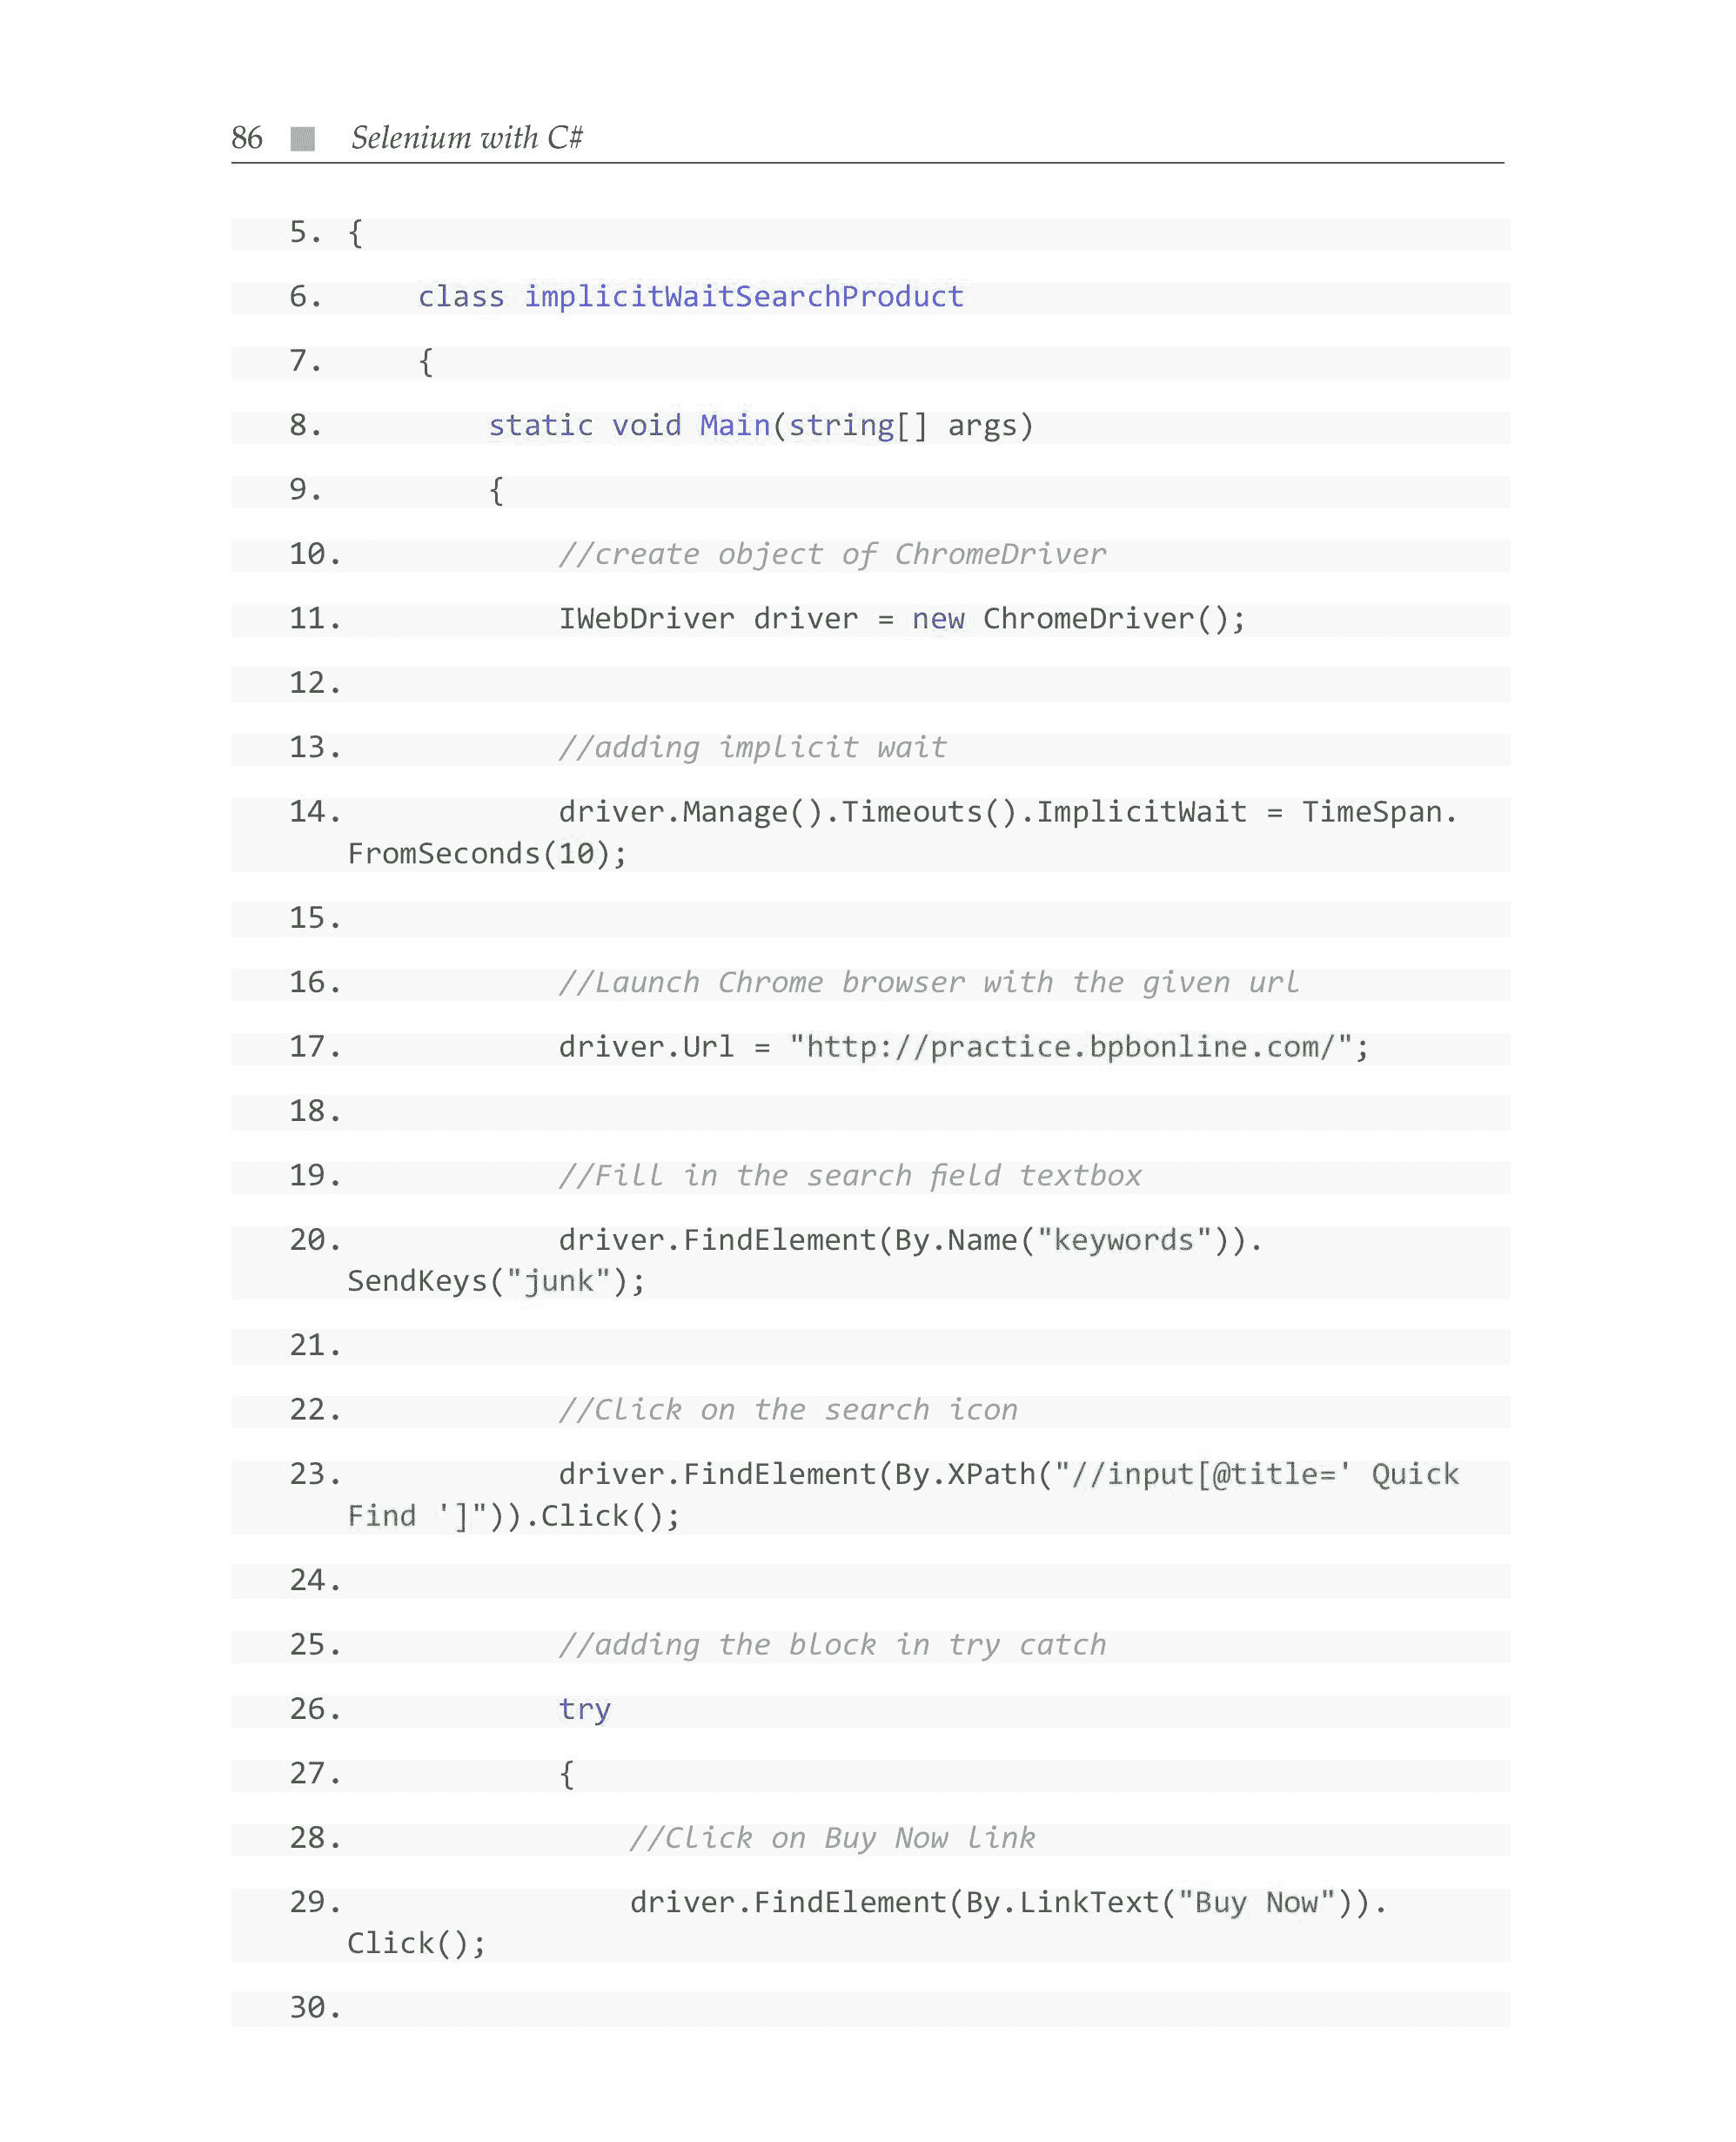 86 Selenium with C#
5. {
6. class implicitWaitSearchProduct
7. {
8. static void Main(string[] args)
9. {
10. //create object of ChromeDriver
11. IWebDriver driver = new ChromeDriver();
12.
13. //adding implicit wait
14. driver.Manage().Timeouts().ImplicitWait = TimeSpan.
FromSeconds(10);
15.
16. //Launch Chrome browser with the given url
17. driver.Url = "http://practice.bpbonline.com/";
18.
19. //Fill in the search field textbox
20. driver.FindElement(By.Name("keywords")).
SendKeys("junk");
21.
22. //Click on the search icon
23. driver.FindElement(By.XPath("//input[@title=' Quick
Find ']")).Click();
24.
25. //adding the block in try catch
26. try
27. {
28. //Click on Buy Now link
29. driver.FindElement(By.LinkText("Buy Now")).
Click();
30.